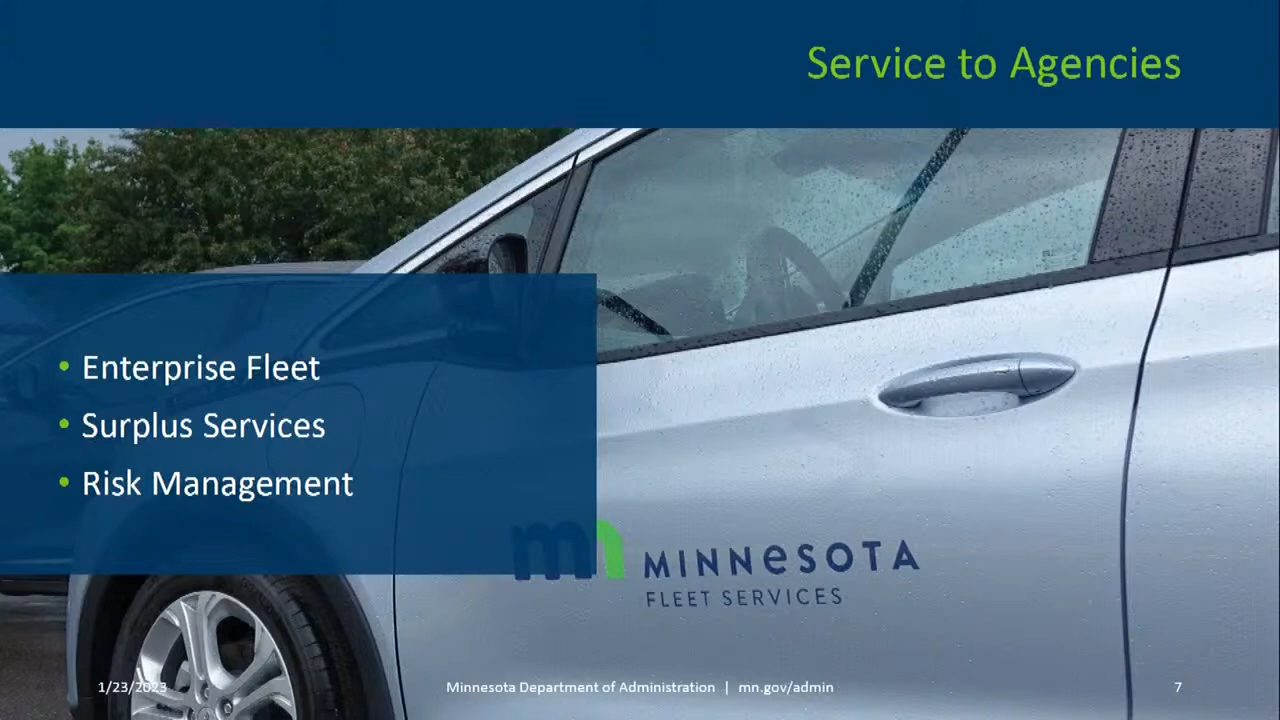 Service to Agencies
• Enterprise Fleet
• Surplus Services
• Risk Management
mn MINNESOTA
FLEET SERVICES
1/23/2023
Minnesota Department of Administration | mn.gov/admin
7